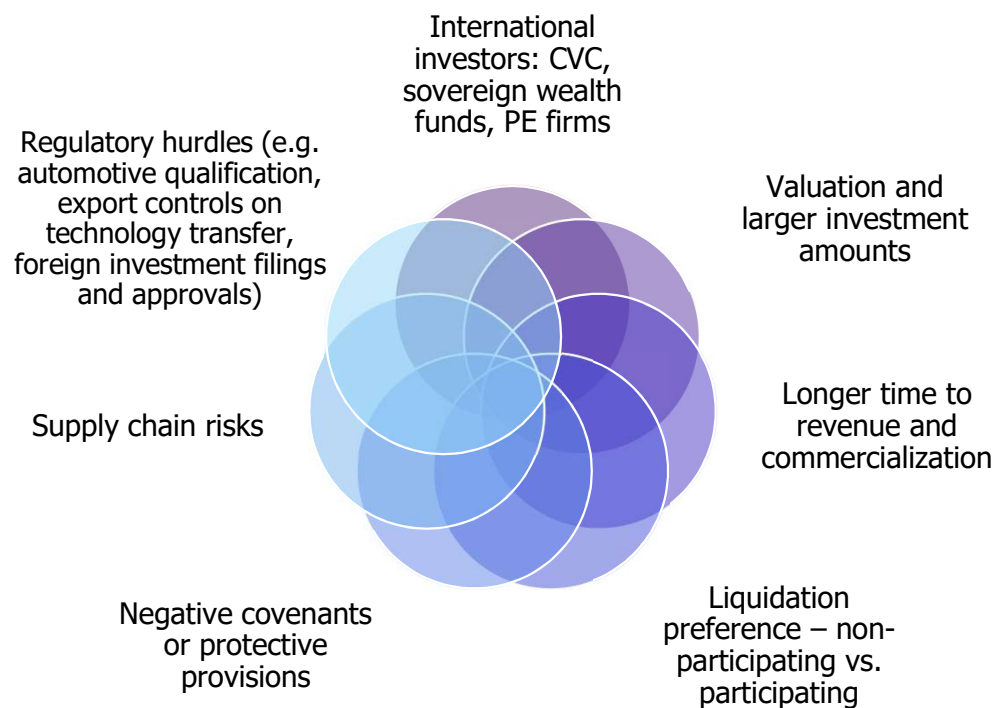 International
investors: CVC,
sovereign wealth
funds, PE firms
Valuation and
larger investment
amounts
Longer time to
revenue and
commercialization
Liquidation
preference – non-
participating vs.
participating
Negative covenants
or protective
provisions
Supply chain risks
Regulatory hurdles (e.g.
automotive qualification,
export controls on
technology transfer,
foreign investment filings
and approvals)